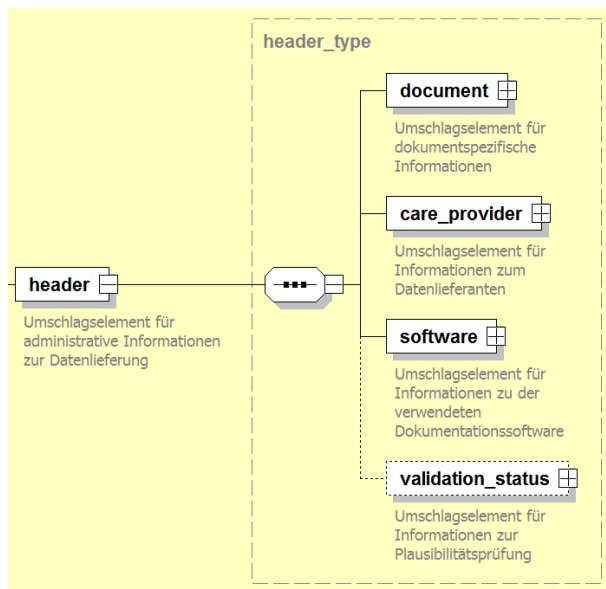 header_type
document
Umschlagselement für
dokumentspezifische
Informationen
care_provider
Umschlagselement für
Informationen zum
Datenlieferanten
header
Umschlagselement für
administrative Informationen
zur Datenlieferung
software
Umschlagselement für
Informationen zu der
verwendeten
Dokumentationssoftware
validation_status
Umschlagselement für
Informationen zur
Plausibilitätsprüfung